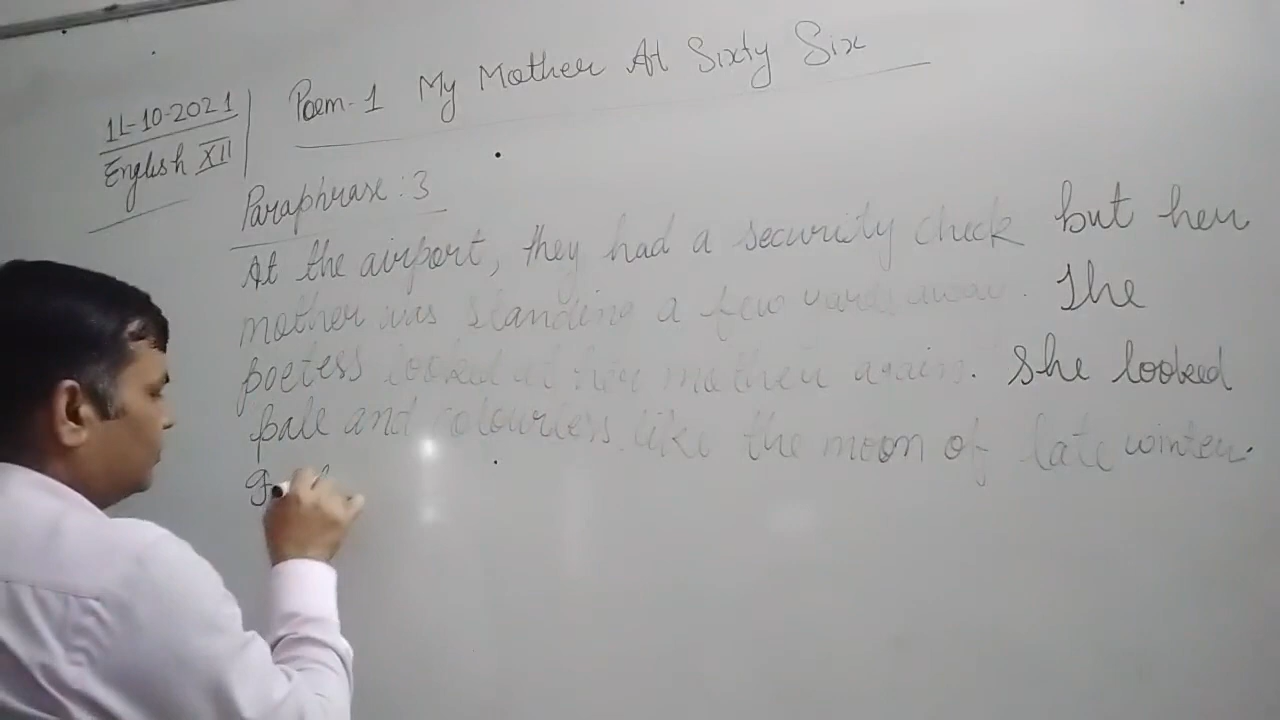 11-10-2021
English XII
Poem-1 My Mother At Sixty Six
Paraphrase : 3
At the airport, they had a security check but her
mother was standing a few yards away. The
poetess looked at her mother again. She looked
pale and colourless like the moon of late winter.